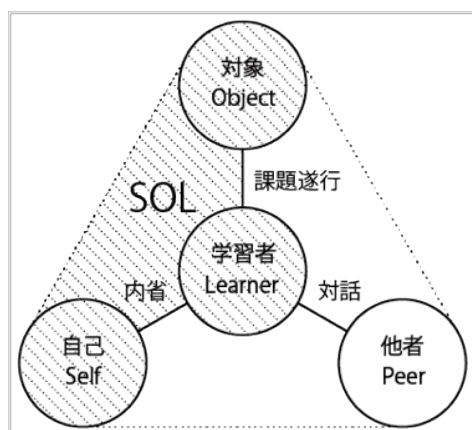 対象
Object
課題遂行
SOL
学習者
Learner
内省
対話
自己
Self
他者
Peer